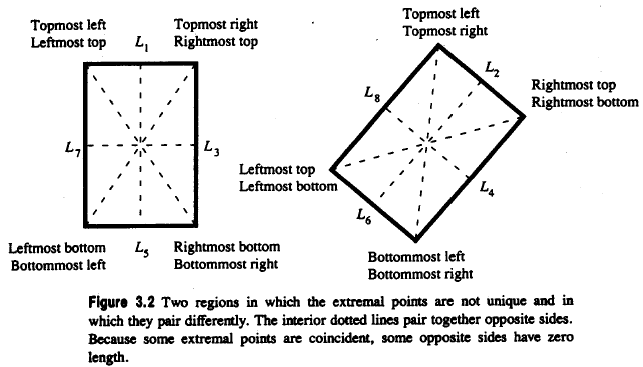 Topmost left
Leftmost top
L1
Topmost right
Rightmost top
L7
L3
Leftmost bottom
Bottommost left
L5
Rightmost bottom
Bottommost right
Topmost left
Topmost right
L2
L8
Rightmost top
Rightmost bottom
Leftmost top
Leftmost bottom
L4
L6
Bottommost left
Bottommost right
Figure 3.2 Two regions in which the extremal points are not unique and in
which they pair differently. The interior dotted lines pair together opposite sides.
Because some extremal points are coincident, some opposite sides have zero
length.